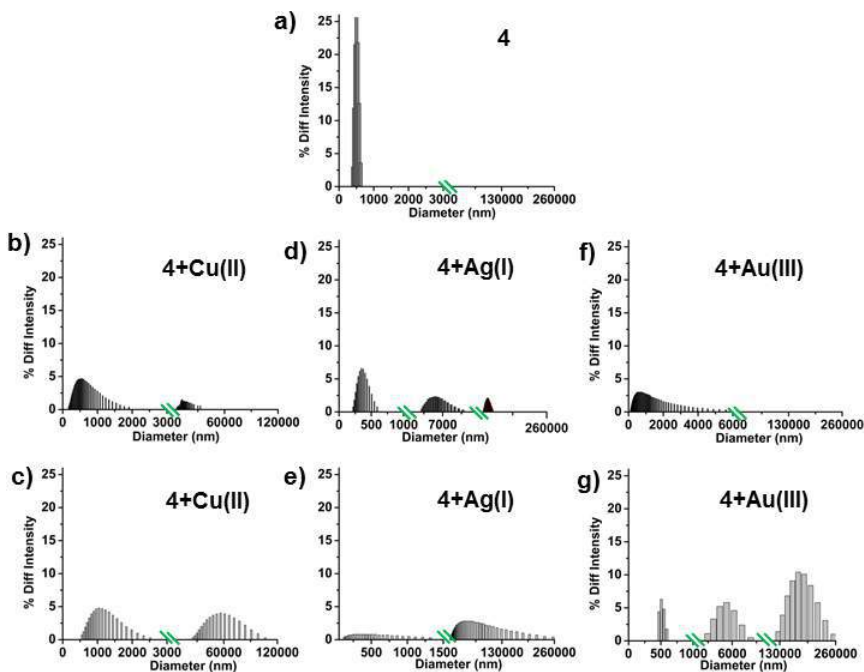 a)
4
25
20
15
10
5
0
% Diff Intensity
0 1000 2000 3000 130000 260000
Diameter (nm)
b)
4+Cu(II)
25
20
15
10
5
0
% Diff Intensity
0 1000 2000 3000 60000 120000
Diameter (nm)
d)
4+Ag(I)
25
20
15
10
5
0
% Diff Intensity
0 500 1000 7000 260000
Diameter (nm)
f)
4+Au(III)
25
20
15
10
5
0
% Diff Intensity
0 2000 4000 6000 130000 260000
Diameter (nm)
c)
4+Cu(II)
25
20
15
10
5
0
% Diff Intensity
0 1000 2000 3000 60000 120000
Diameter (nm)
e)
4+Ag(I)
25
20
15
10
5
0
% Diff Intensity
500 1000 1500 130000 260000
Diameter (nm)
g)
4+Au(III)
25
20
15
10
5
0
% Diff Intensity
0 500 1000 6000 130000 260000
Diameter (nm)